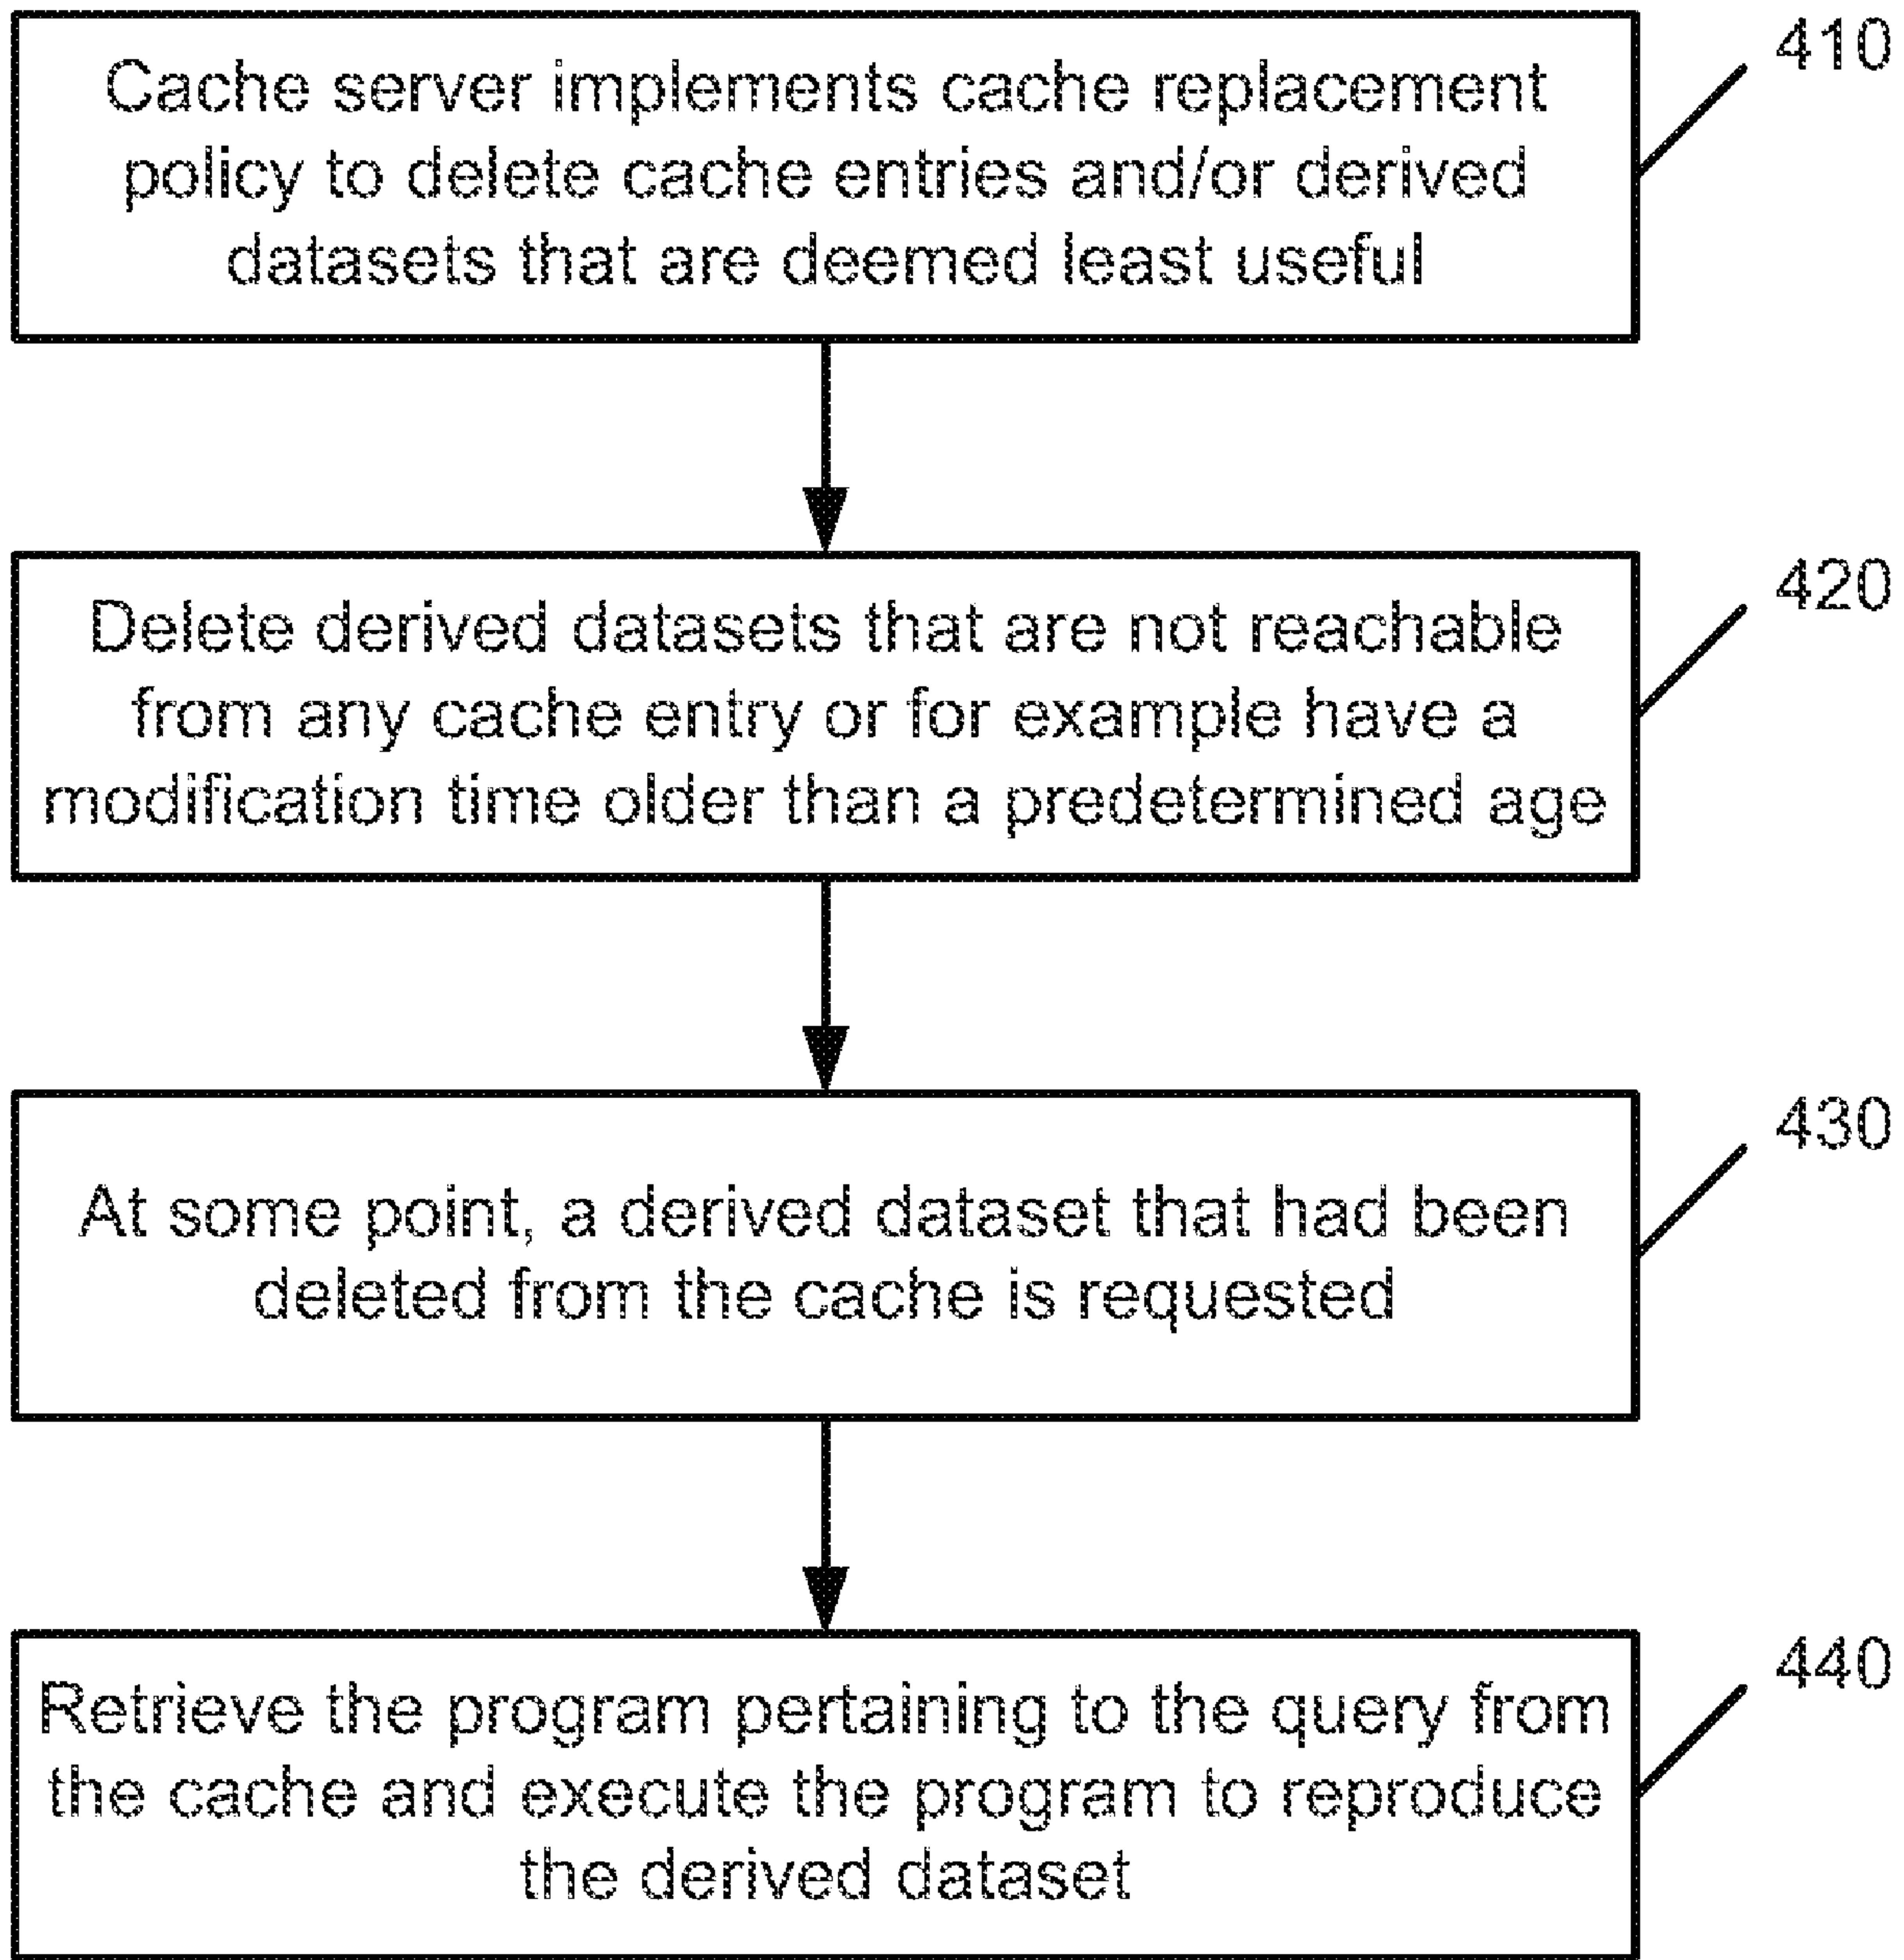 Cache server implements cache replacement
policy to delete cache entries and/or derived
datasets that are deemed least useful
410
Delete derived datasets that are not reachable
from any cache entry or for example have a
modification time older than a predetermined age
420
At some point, a derived dataset that had been
deleted from the cache is requested
430
Retrieve the program pertaining to the query from
the cache and execute the program to reproduce
the derived dataset
440